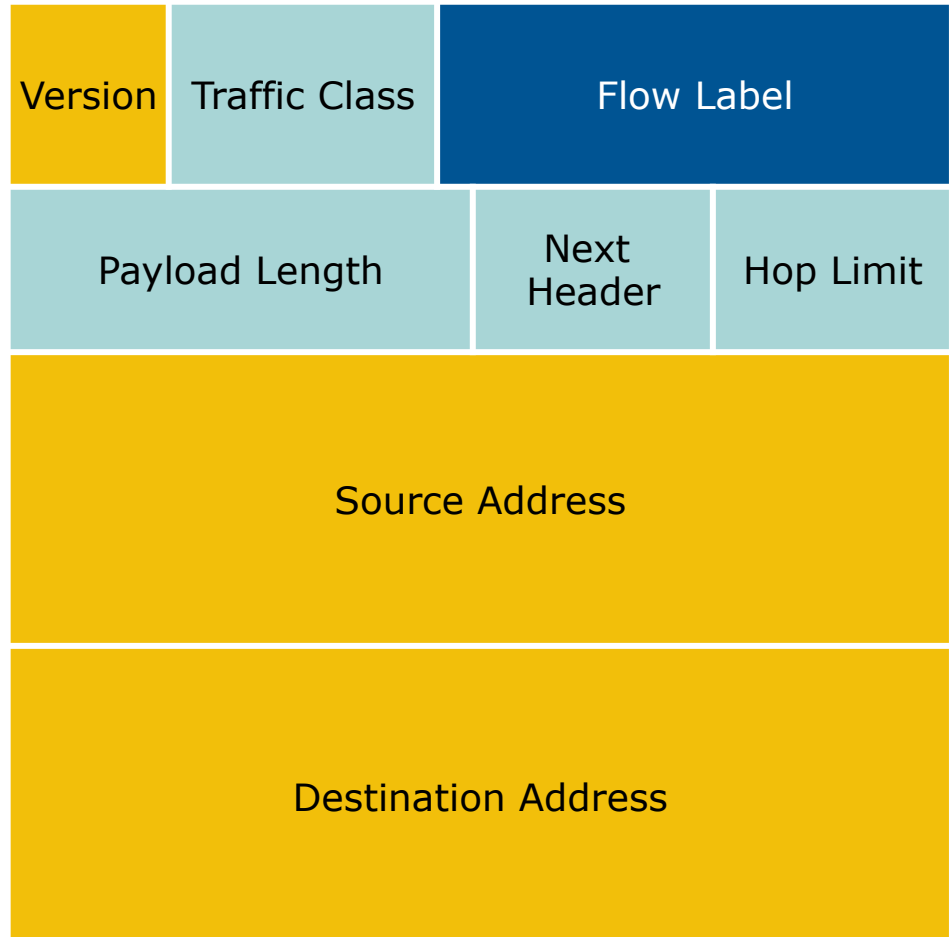 Version
Traffic Class
Flow Label
Payload Length
Next
Header
Hop Limit
Source Address
Destination Address